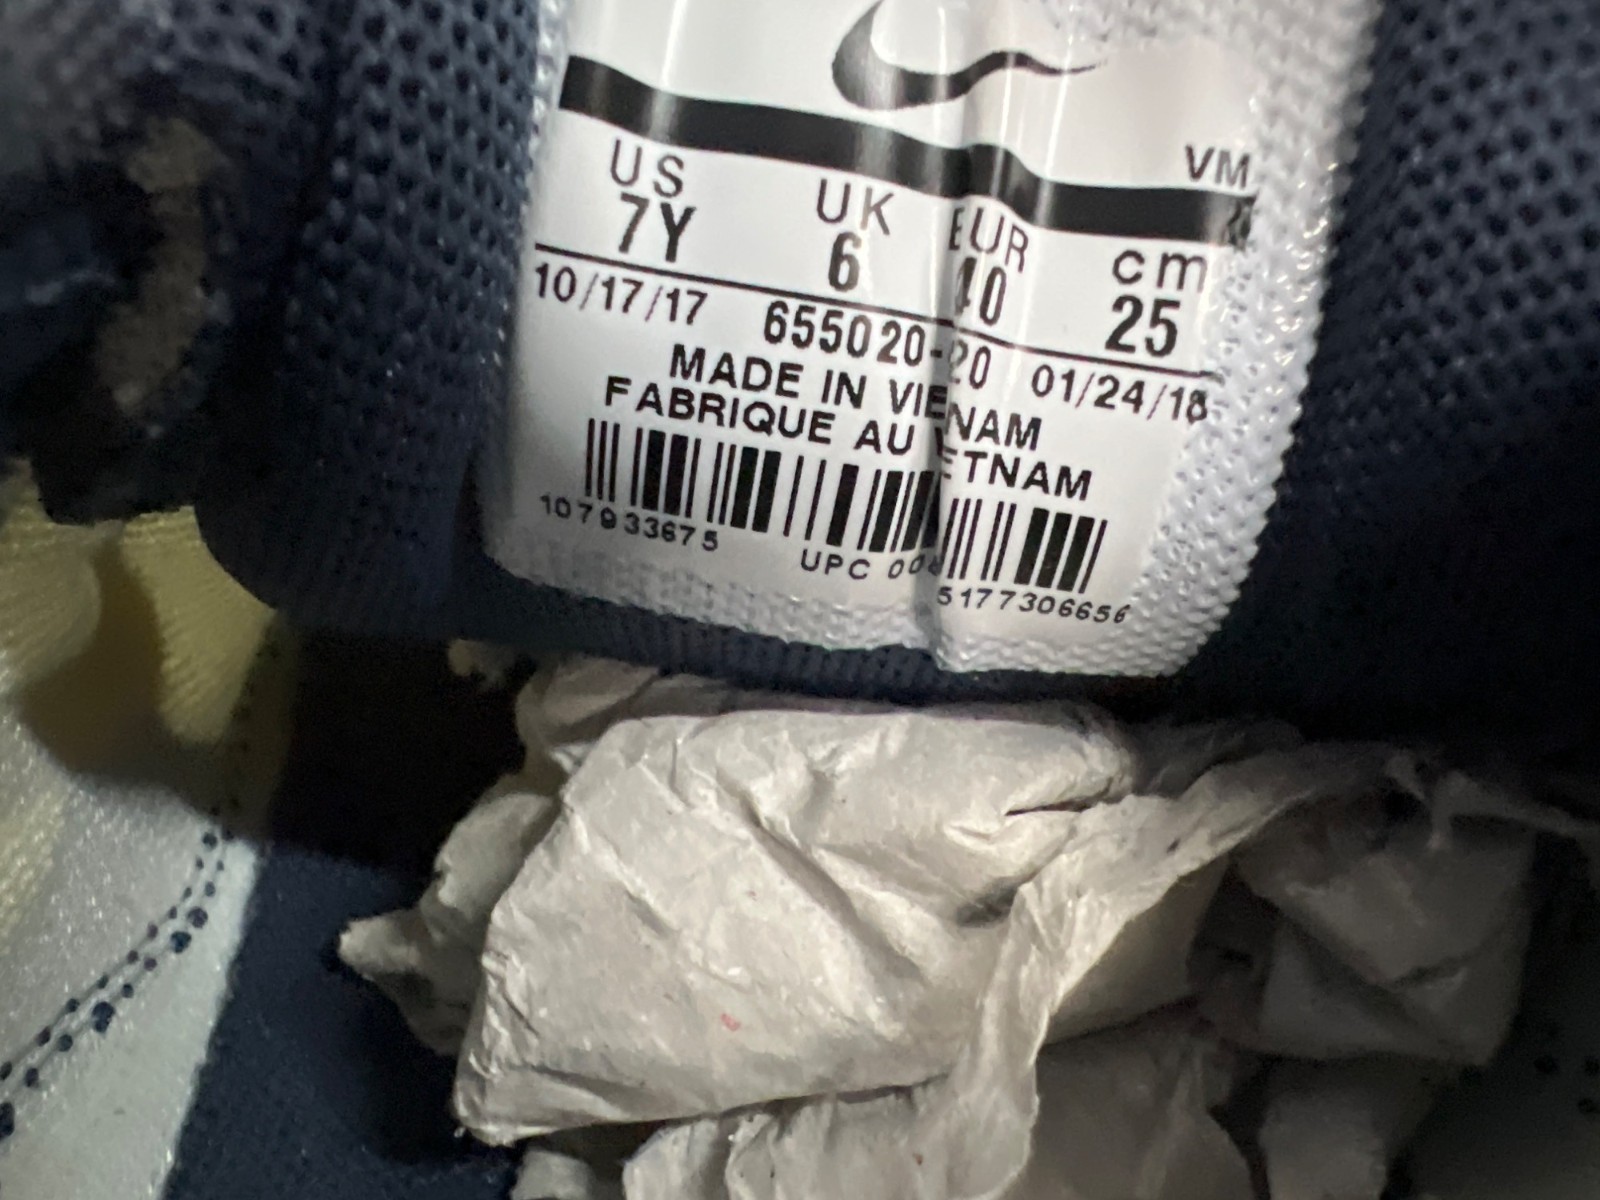 VM
US UK EUR cm
7Y 6 40 25
10/17/17 655020- 01/24/18
MADE IN VIETNAM
FABRIQUE AU VIETNAM
107933675
UPC 5177306656